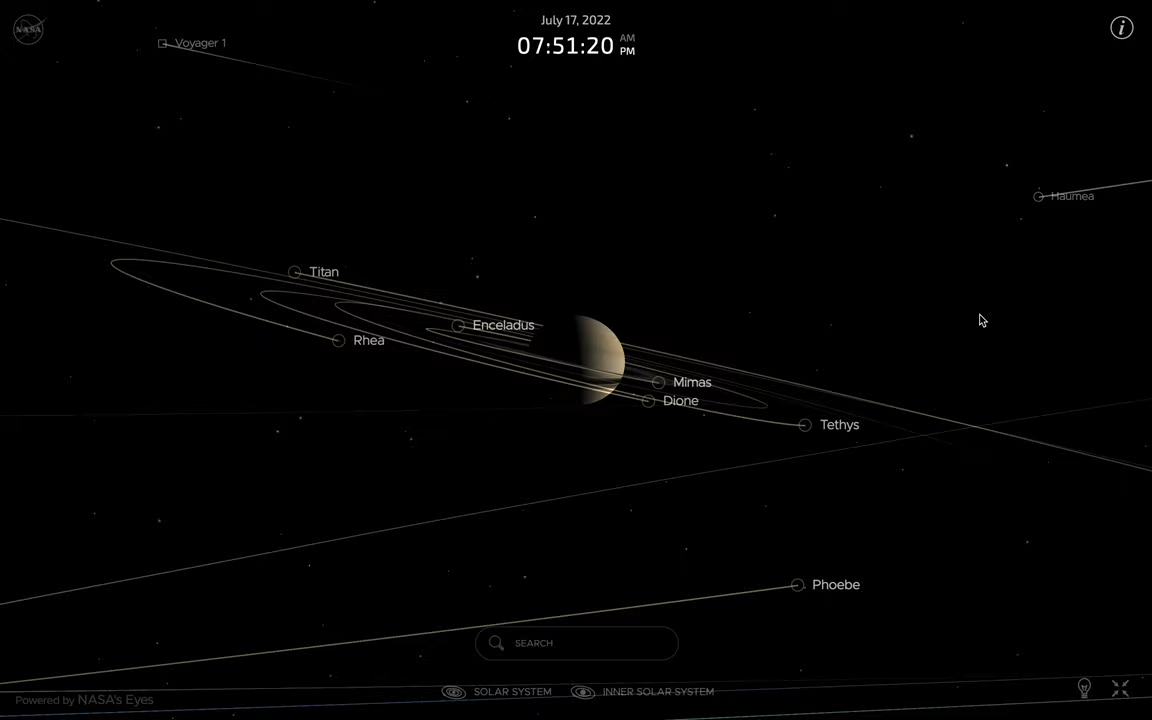 NASA
July 17, 2022
07:51:20 AM PM
i
Voyager 1
Haumea
Titan
Enceladus
Rhea
Mimas
Dione
Tethys
Phoebe
SEARCH
SOLAR SYSTEM
INNER SOLAR SYSTEM
Powered by NASA's Eyes